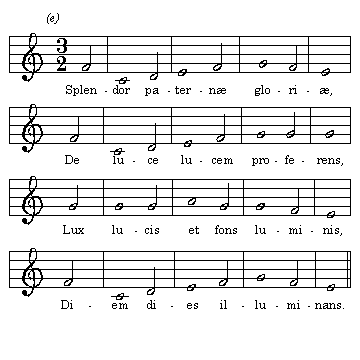 (e)
3
2
Splen - dor pa - ter - næ glo - ri - æ,
De lu - ce lu - cem pro - fe - rens,
Lux lu - cis et fons lu - mi - nis,
Di - em di - es il - lu - mi - nans.